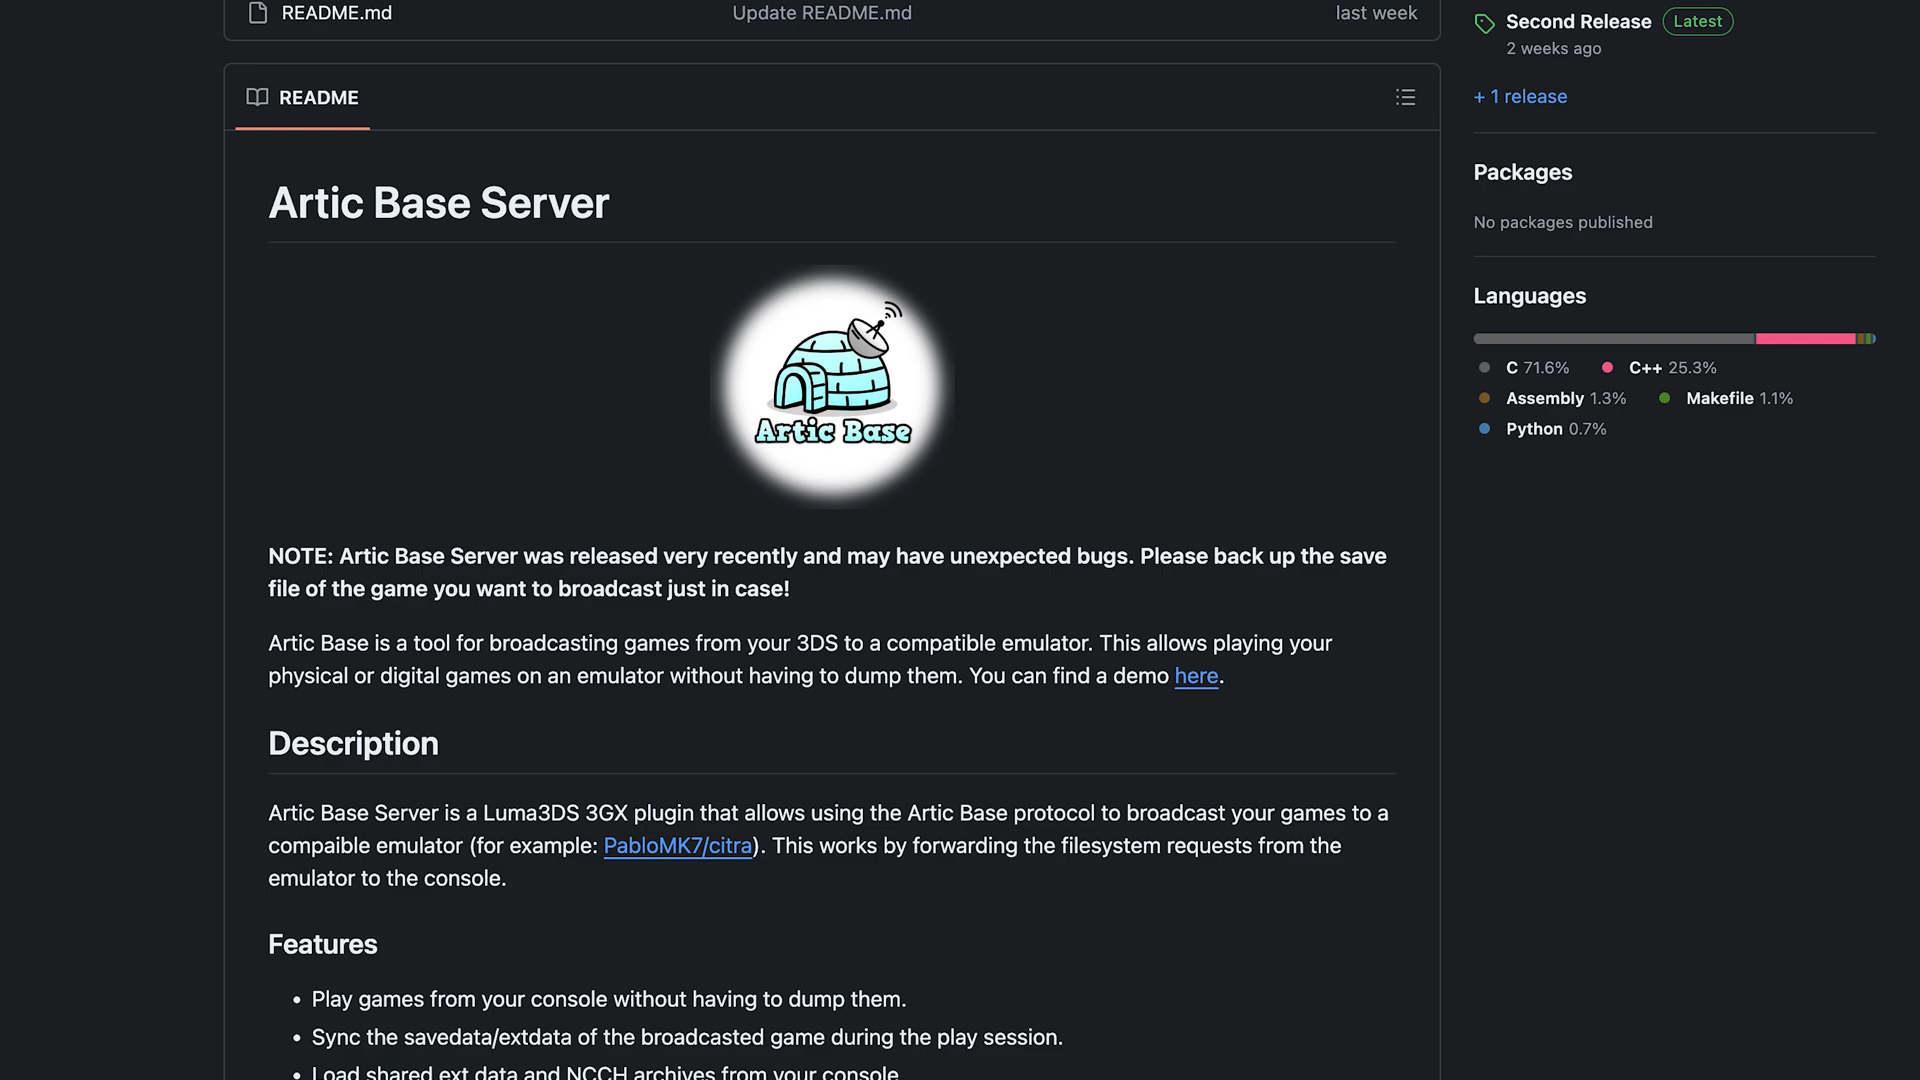 README.md
Update README.md
last week
Second Release Latest
2 weeks ago
+ 1 release
README
Artic Base Server
Artic Base
NOTE: Artic Base Server was released very recently and may have unexpected bugs. Please back up the save
file of the game you want to broadcast just in case!
Artic Base is a tool for broadcasting games from your 3DS to a compatible emulator. This allows playing your
physical or digital games on an emulator without having to dump them. You can find a demo here.
Description
Artic Base Server is a Luma3DS 3GX plugin that allows using the Artic Base protocol to broadcast your games to a
compaible emulator (for example: PabloMK7/citra). This works by forwarding the filesystem requests from the
emulator to the console.
Features
• Play games from your console without having to dump them.
• Sync the savedata/extdata of the broadcasted game during the play session.
• Load shared ext data and NCCH archives from your console.
Packages
No packages published
Languages
C 71.6% C++ 25.3%
Assembly 1.3% Makefile 1.1%
Python 0.7%